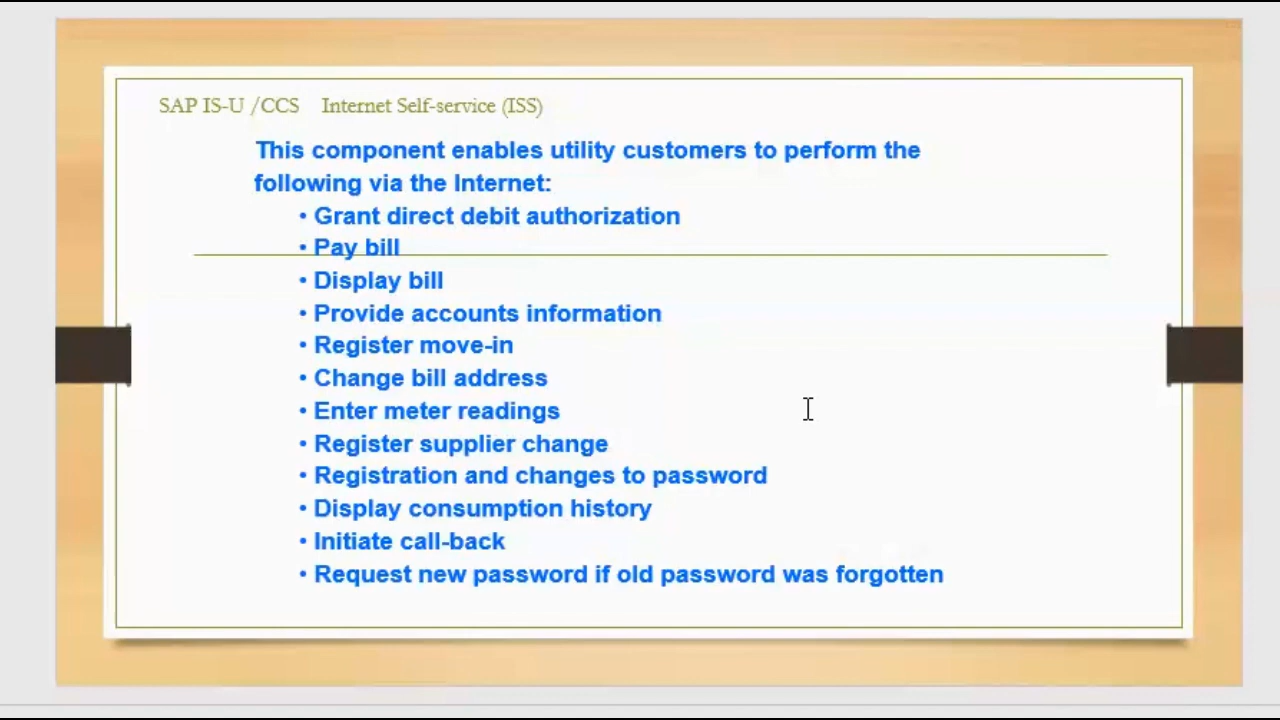 SAP IS-U /CCS Internet Self-service (ISS)
This component enables utility customers to perform the
following via the Internet:
• Grant direct debit authorization
• Pay bill
• Display bill
• Provide accounts information
• Register move-in
• Change bill address
• Enter meter readings
• Register supplier change
• Registration and changes to password
• Display consumption history
• Initiate call-back
• Request new password if old password was forgotten